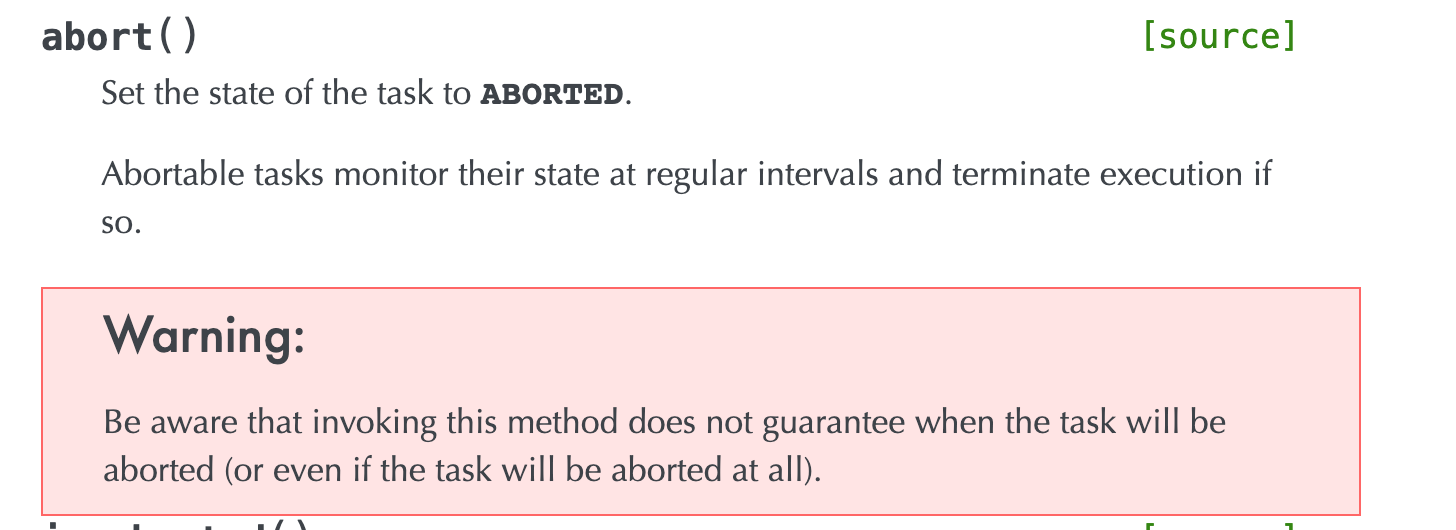 abort() [source]
Set the state of the task to ABORTED.
Abortable tasks monitor their state at regular intervals and terminate execution if
so.
Warning:
Be aware that invoking this method does not guarantee when the task will be
aborted (or even if the task will be aborted at all).